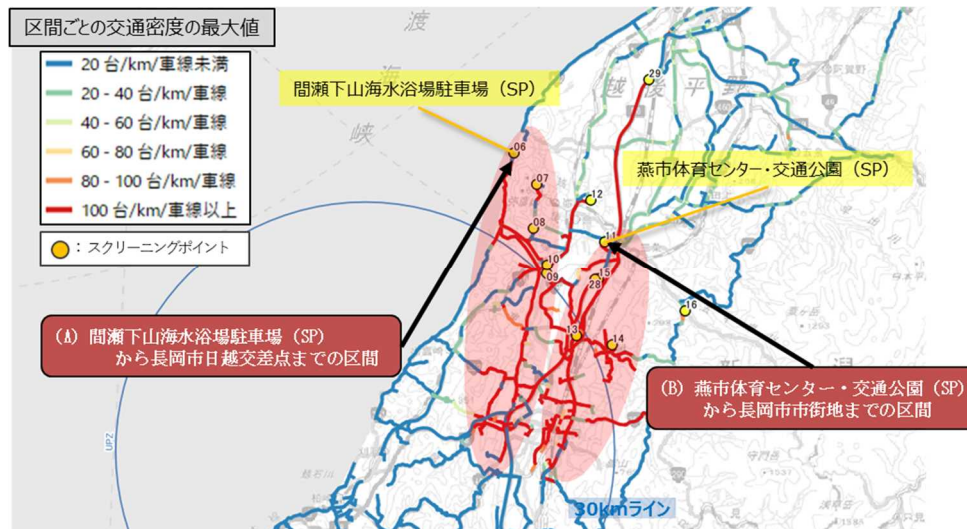 区間ごとの交通密度の最大値
20 台/km/車線未満
20 - 40 台/km/車線
40 - 60 台/km/車線
60 - 80 台/km/車線
80 - 100 台/km/車線
100 台/km/車線以上
：スクリーニングポイント
間瀬下山海水浴場駐車場（SP）
燕市体育センター・交通公園（SP）
渡
海
峡
越後平野
29
06
07
12
08
11
10
09
15
28
16
13
14
(A) 間瀬下山海水浴場駐車場（SP）
から長岡市日越交差点までの区間
(B) 燕市体育センター・交通公園（SP）
から長岡市市街地までの区間
UPZ
30kmライン